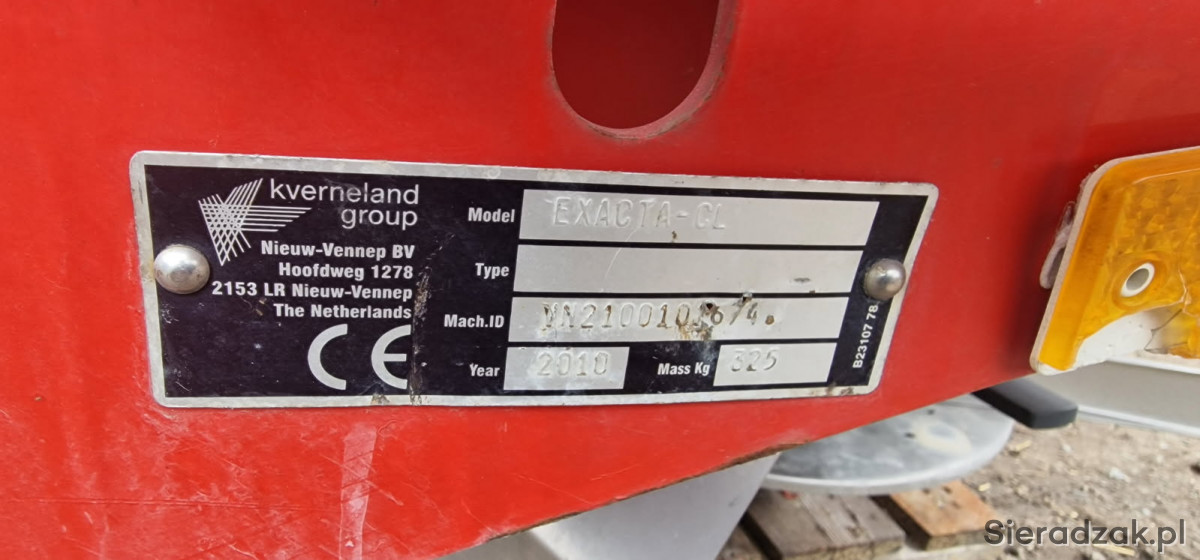 kverneland
group
Nieuw-Vennep BV
Hoofdweg 1278
2153 LR Nieuw-Vennep
The Netherlands
CE
Model EXACTA-CL
Type
Mach.ID
Year 2010 Mass Kg 325
B23107 78
Sieradzak.pl